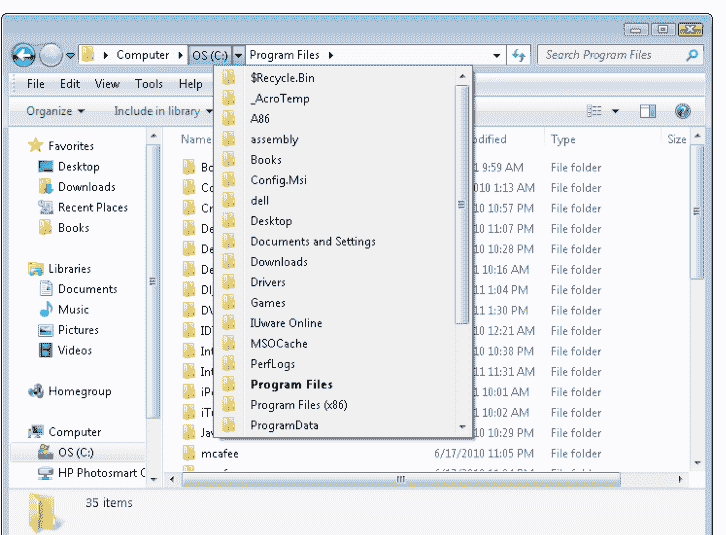 Computer OS (C:) Program Files Search Program Files
File Edit View Tools Help
Organize Include in library
Favorites
Desktop
Downloads
Recent Places
Books
Libraries
Documents
Music
Pictures
Videos
Homegroup
Computer
OS (C:)
HP Photosmart C
$Recycle.Bin
_AcroTemp
A86
assembly
Books
Config.Msi
dell
Desktop
Documents and Settings
Downloads
Drivers
Games
IUware Online
MSOCache
PerfLogs
Program Files
Program Files (x86)
ProgramData
Name Type Size
1 9:59 AM File folder
010 1:13 AM File folder
10 10:57 PM File folder
10 11:07 PM File folder
10 10:28 PM File folder
1 10:16 AM File folder
11 1:04 PM File folder
11 1:30 PM File folder
10 12:21 AM File folder
10 10:38 PM File folder
11 11:31 AM File folder
1 10:01 AM File folder
1 10:02 AM File folder
10 10:29 PM File folder
mcafee 6/17/2010 11:05 PM File folder
35 items